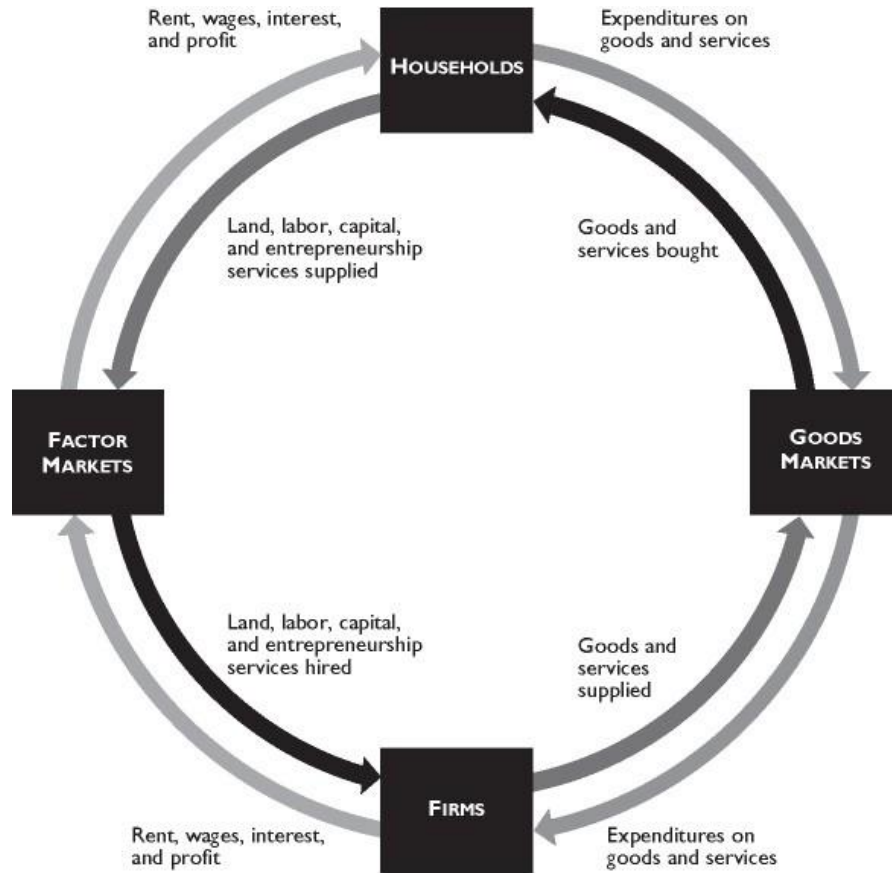 Rent, wages, interest,
and profit
Expenditures on
goods and services
HOUSEHOLDS
Land, labor, capital,
and entrepreneurship
services supplied
Goods and
services bought
FACTOR
MARKETS
GOODS
MARKETS
Land, labor, capital,
and entrepreneurship
services hired
Goods and
services
supplied
FIRMS
Rent, wages, interest,
and profit
Expenditures on
goods and services